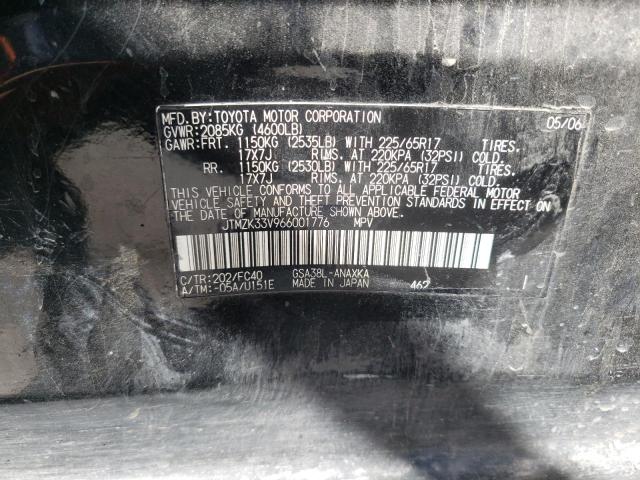 MFD.BY:TOYOTA MOTOR CORPORATION 05/06
GVWR:2085KG (4600LB)
GAWR:FRT. 1150KG (2535LB) WITH 225/65R17 TIRES.
17X7J RIMS. AT 220KPA (32PSI) COLD.
RR. 1150KG (2530LB) WITH 225/65R17 TIRES.
17X7J RIMS. AT 220KPA (32PSI) COLD
THIS VEHICLE CONFORMS TO ALL APPLICABLE FEDERAL MOTOR
VEHICLE SAFETY AND THEFT PREVENTION STANDARDS IN EFFECT ON
THE DATE OF MANUFACTURE SHOWN ABOVE.
JTMZK33V966001776 MPV
C/TR:202/FC40 GSA38L-ANAXKA
A/TM:-05A/U151E MADE IN JAPAN 462